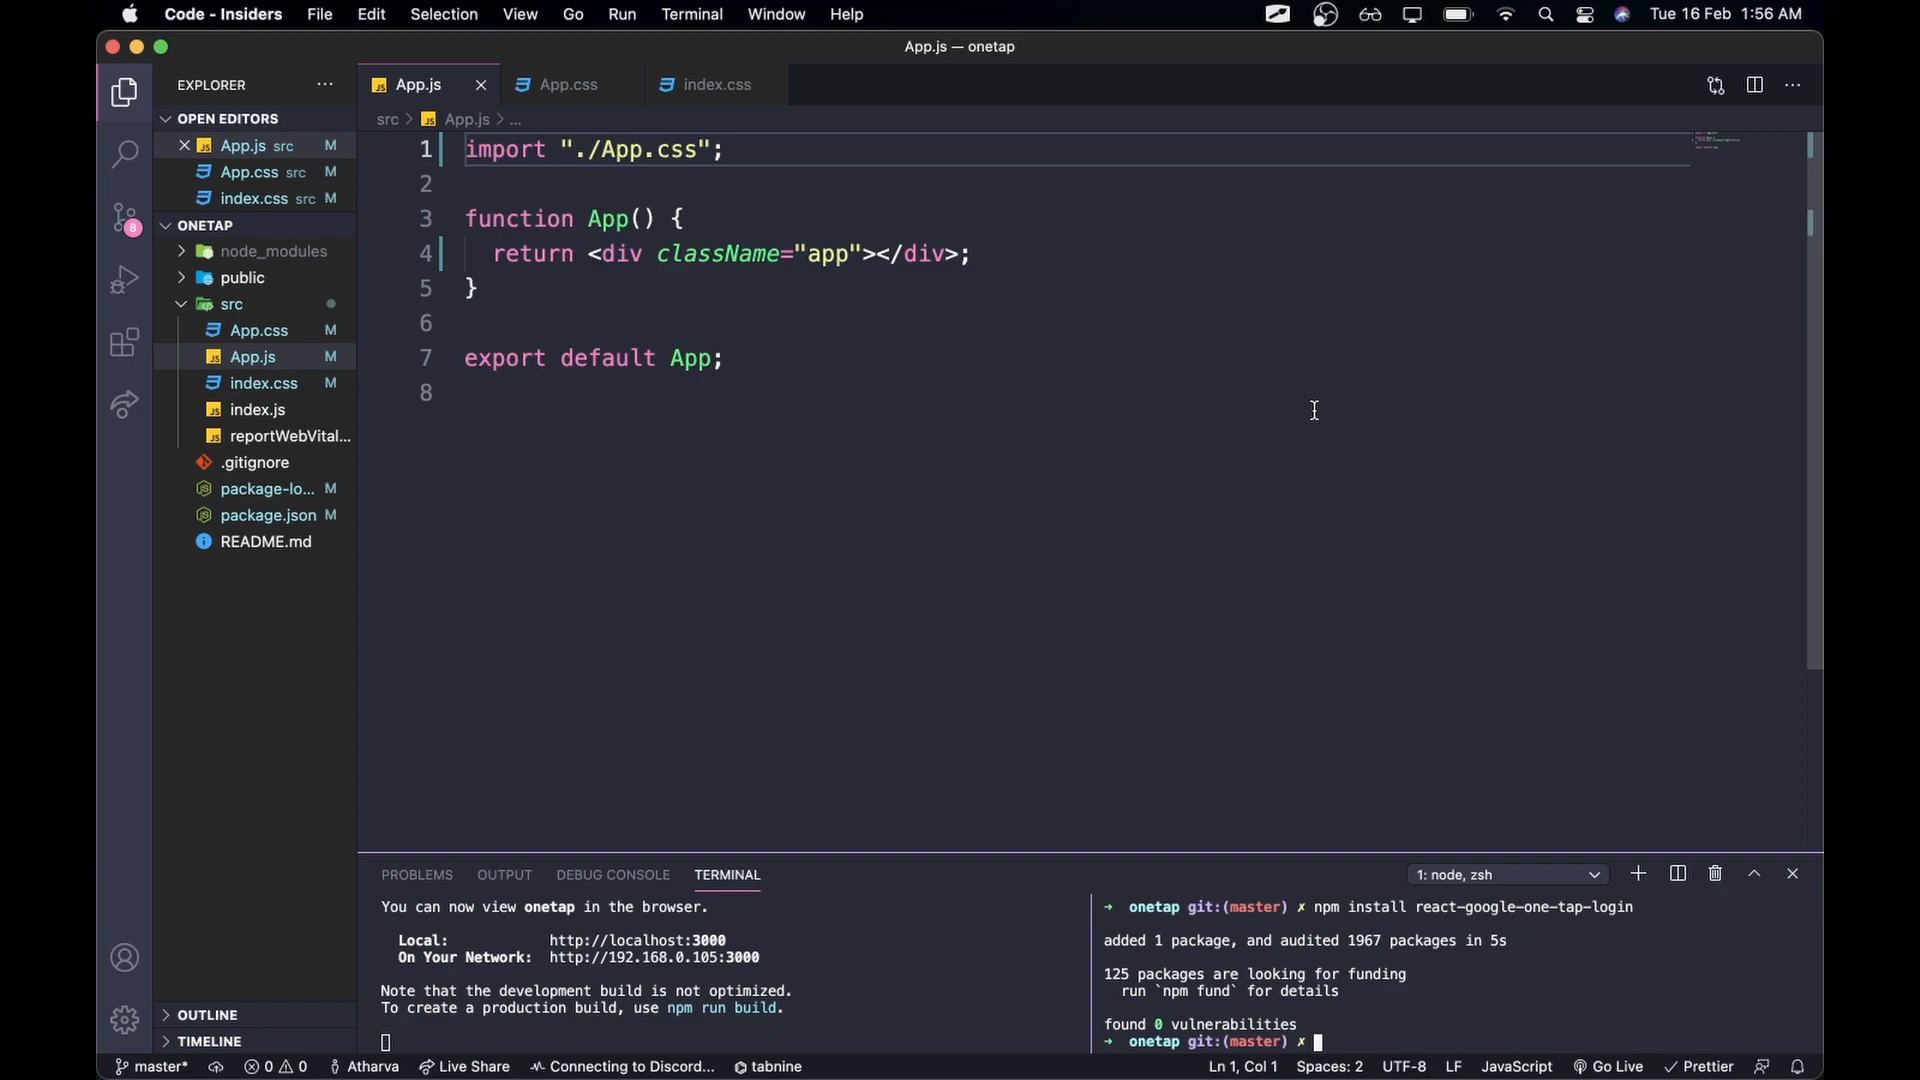 Code - Insiders File Edit Selection View Go Run Terminal Window Help Tue 16 Feb 1:56 AM
App.js — onetap
EXPLORER ···
App.js App.css index.css ···
OPEN EDITORS
App.js src M
App.css src M
index.css src M
ONETAP
node_modules
public
src
App.css M
App.js M
index.css M
index.js
reportWebVital...
.gitignore
package-lo... M
package.json M
README.md
OUTLINE
TIMELINE
8
src > App.js > ...
1 import "./App.css";
2
3 function App() {
4 return <div className="app"></div>;
5 }
6
7 export default App;
8
PROBLEMS OUTPUT DEBUG CONSOLE TERMINAL 1: node, zsh
You can now view onetap in the browser.
Local: http://localhost:3000
On Your Network: http://192.168.0.105:3000
Note that the development build is not optimized.
To create a production build, use npm run build.
→ onetap git:(master) ✗ npm install react-google-one-tap-login
added 1 package, and audited 1967 packages in 5s
125 packages are looking for funding
run `npm fund` for details
found 0 vulnerabilities
→ onetap git:(master) ✗
master* 0 0 Atharva Live Share Connecting to Discord... tabnine Ln 1, Col 1 Spaces: 2 UTF-8 LF JavaScript Go Live Prettier